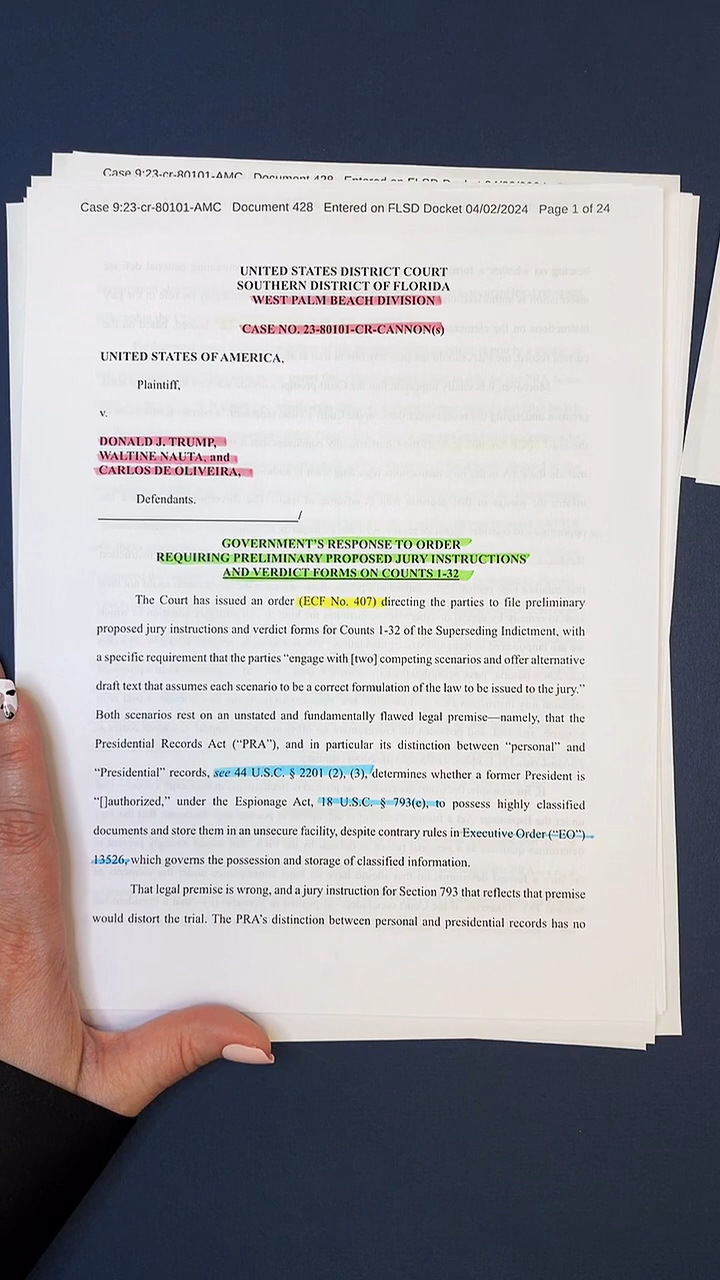 Case 9:23-cr-80101-AMC Document 428
Case 9:23-cr-80101-AMC Document 428 Entered on FLSD Docket 04/02/2024 Page 1 of 24
UNITED STATES DISTRICT COURT
SOUTHERN DISTRICT OF FLORIDA
WEST PALM BEACH DIVISION
CASE NO. 23-80101-CR-CANNON(s)
UNITED STATES OF AMERICA,
Plaintiff,
v.
DONALD J. TRUMP,
WALTINE NAUTA, and
CARLOS DE OLIVEIRA,
Defendants.
/
GOVERNMENT'S RESPONSE TO ORDER
REQUIRING PRELIMINARY PROPOSED JURY INSTRUCTIONS
AND VERDICT FORMS ON COUNTS 1-32
The Court has issued an order (ECF No. 407) directing the parties to file preliminary
proposed jury instructions and verdict forms for Counts 1-32 of the Superseding Indictment, with
a specific requirement that the parties “engage with [two] competing scenarios and offer alternative
draft text that assumes each scenario to be a correct formulation of the law to be issued to the jury.”
Both scenarios rest on an unstated and fundamentally flawed legal premise—namely, that the
Presidential Records Act (“PRA”), and in particular its distinction between “personal” and
“Presidential” records, see 44 U.S.C. § 2201 (2), (3), determines whether a former President is
“[]authorized,” under the Espionage Act, 18 U.S.C. § 793(e), to possess highly classified
documents and store them in an unsecure facility, despite contrary rules in Executive Order (“EO”)
13526, which governs the possession and storage of classified information.
That legal premise is wrong, and a jury instruction for Section 793 that reflects that premise
would distort the trial. The PRA's distinction between personal and presidential records has no